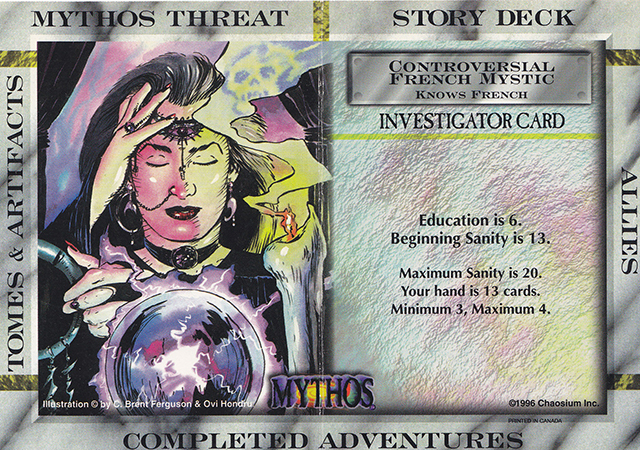 MYTHOS THREAT
STORY DECK
TOMES & ARTIFACTS
CONTROVERSIAL
FRENCH MYSTIC
KNOWS FRENCH
INVESTIGATOR CARD
Education is 6.
Beginning Sanity is 13.
Maximum Sanity is 20.
Your hand is 13 cards.
Minimum 3, Maximum 4.
ALLIES
MYTHOS
Illustration © by C. Brent Ferguson & Ovi Hondru
©1996 Chaosium Inc.
PRINTED IN CANADA
COMPLETED ADVENTURES